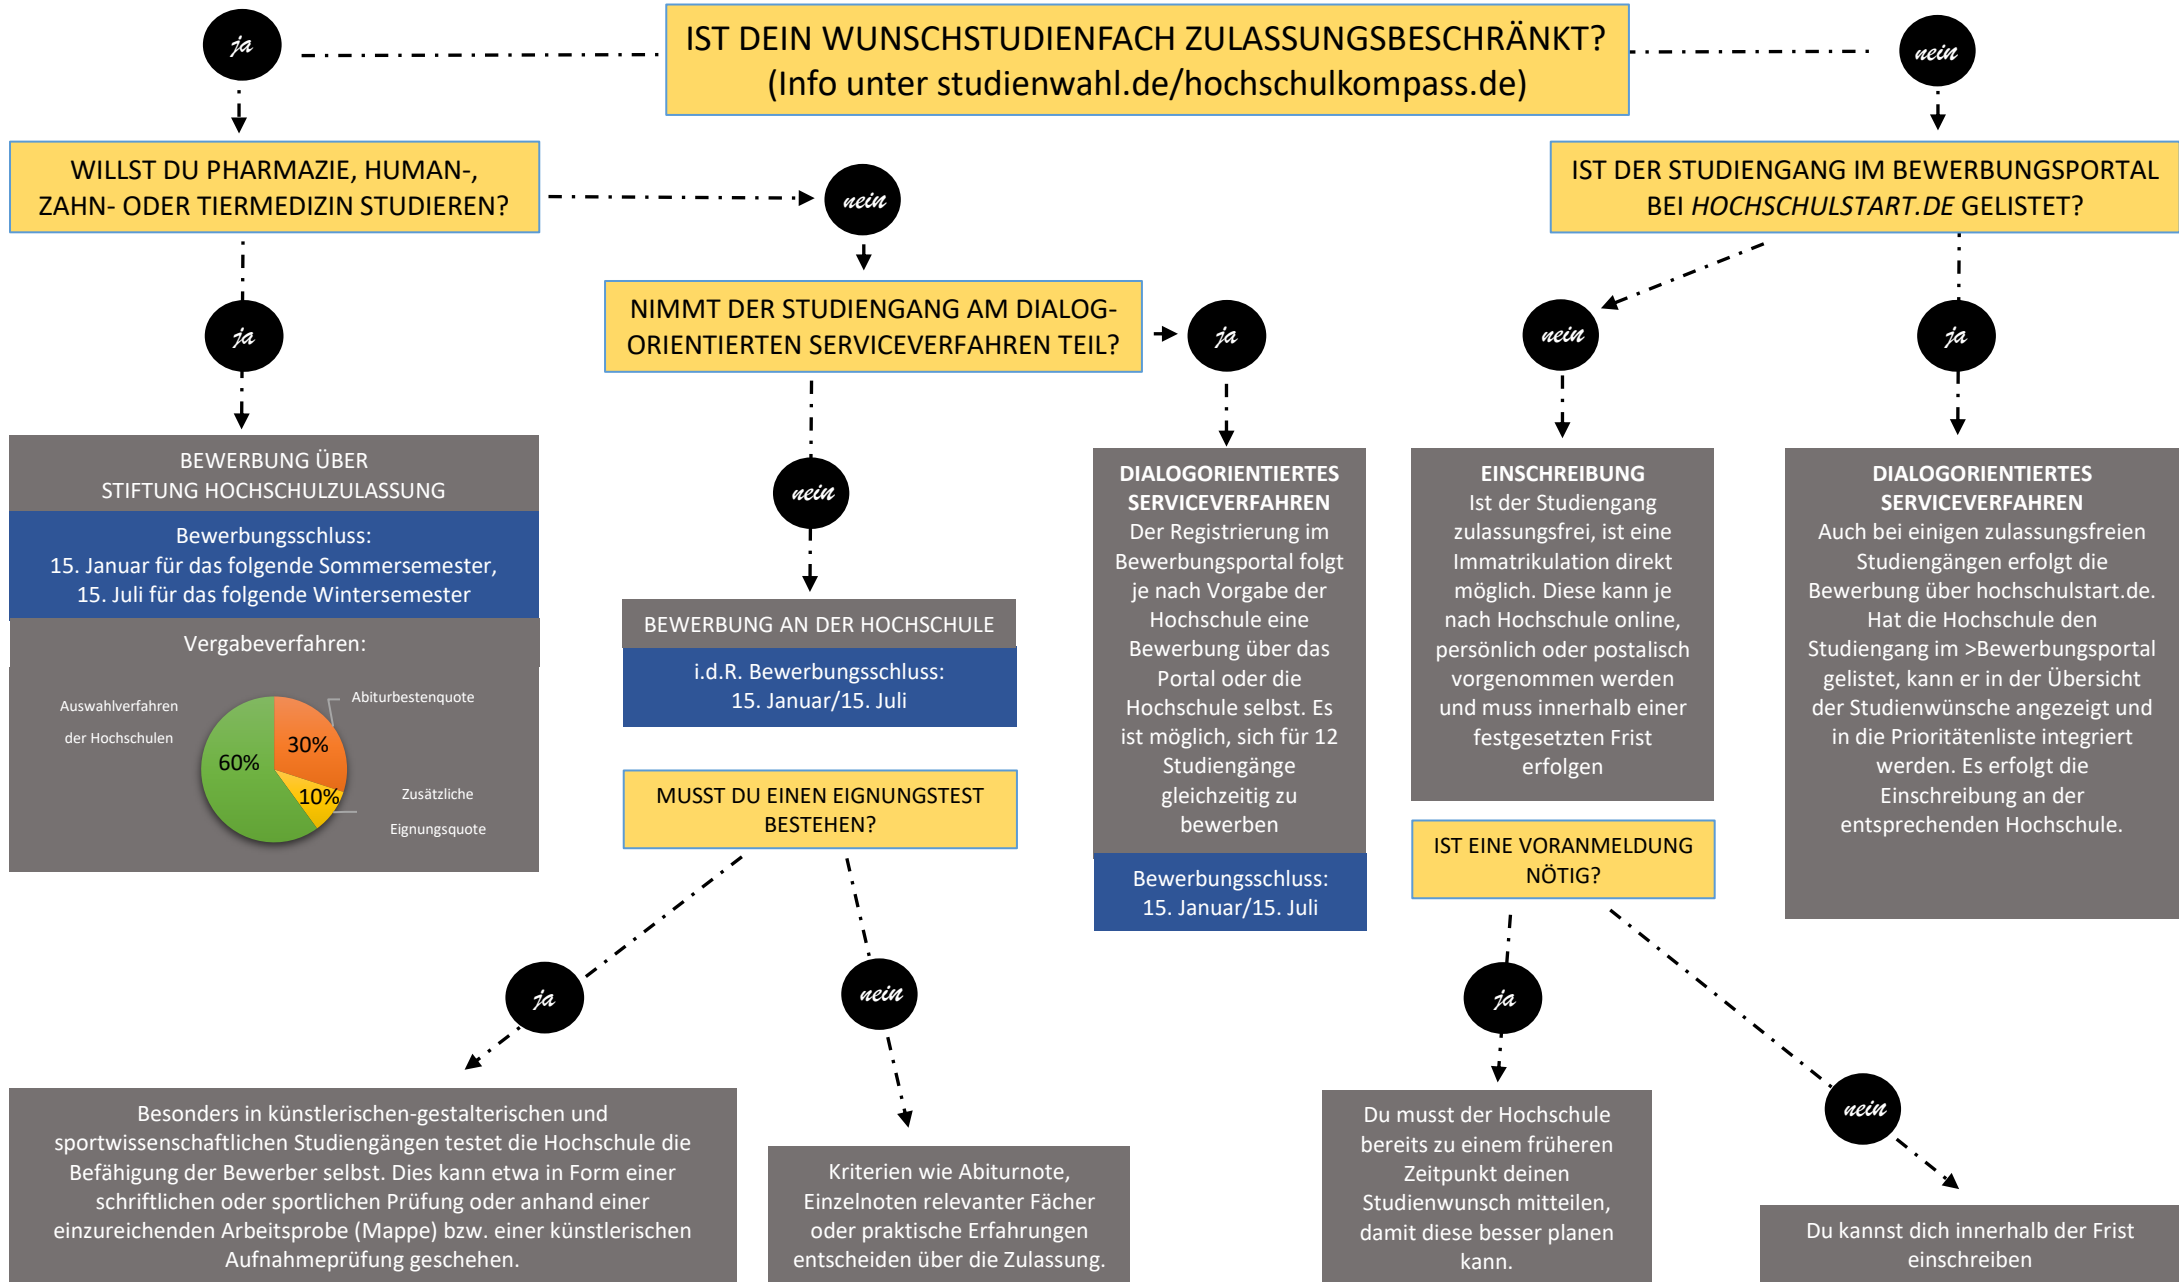 IST DEIN WUNSCHSTUDIENFACH ZULASSUNGSBESCHRÄNKT?
(Info unter studienwahl.de/hochschulkompass.de)
ja
nein
WILLST DU PHARMAZIE, HUMAN-,
ZAHN- ODER TIERMEDIZIN STUDIEREN?
nein
IST DER STUDIENGANG IM BEWERBUNGSPORTAL
BEI HOCHSCHULSTART.DE GELISTET?
ja
NIMMT DER STUDIENGANG AM DIALOG-
ORIENTIERTEN SERVICEVERFAHREN TEIL?
ja
nein
ja
BEWERBUNG ÜBER
STIFTUNG HOCHSCHULZULASSUNG
Bewerbungsschluss:
15. Januar für das folgende Sommersemester,
15. Juli für das folgende Wintersemester
Vergabeverfahren:
Auswahlverfahren
der Hochschulen
Abiturbestenquote
30%
60%
10%
Zusätzliche
Eignungsquote
nein
BEWERBUNG AN DER HOCHSCHULE
i.d.R. Bewerbungsschluss:
15. Januar/15. Juli
MUSST DU EINEN EIGNUNGSTEST
BESTEHEN?
DIALOGORIENTIERTES
SERVICEVERFAHREN
Der Registrierung im
Bewerbungsportal folgt
je nach Vorgabe der
Hochschule eine
Bewerbung über das
Portal oder die
Hochschule selbst. Es
ist möglich, sich für 12
Studiengänge
gleichzeitig zu
bewerben
Bewerbungsschluss:
15. Januar/15. Juli
EINSCHREIBUNG
Ist der Studiengang
zulassungsfrei, ist eine
Immatrikulation direkt
möglich. Diese kann je
nach Hochschule online,
persönlich oder postalisch
vorgenommen werden
und muss innerhalb einer
festgesetzten Frist
erfolgen
IST EINE VORANMELDUNG
NÖTIG?
DIALOGORIENTIERTES
SERVICEVERFAHREN
Auch bei einigen zulassungsfreien
Studiengängen erfolgt die
Bewerbung über hochschulstart.de.
Hat die Hochschule den
Studiengang im >Bewerbungsportal
gelistet, kann er in der Übersicht
der Studienwünsche angezeigt und
in die Prioritätenliste integriert
werden. Es erfolgt die
Einschreibung an der
entsprechenden Hochschule.
ja
nein
ja
nein
Besonders in künstlerischen-gestalterischen und
sportwissenschaftlichen Studiengängen testet die Hochschule die
Befähigung der Bewerber selbst. Dies kann etwa in Form einer
schriftlichen oder sportlichen Prüfung oder anhand einer
einzureichenden Arbeitsprobe (Mappe) bzw. einer künstlerischen
Aufnahmeprüfung geschehen.
Kriterien wie Abiturnote,
Einzelnoten relevanter Fächer
oder praktische Erfahrungen
entscheiden über die Zulassung.
Du musst der Hochschule
bereits zu einem früheren
Zeitpunkt deinen
Studienwunsch mitteilen,
damit diese besser planen
kann.
Du kannst dich innerhalb der Frist
einschreiben